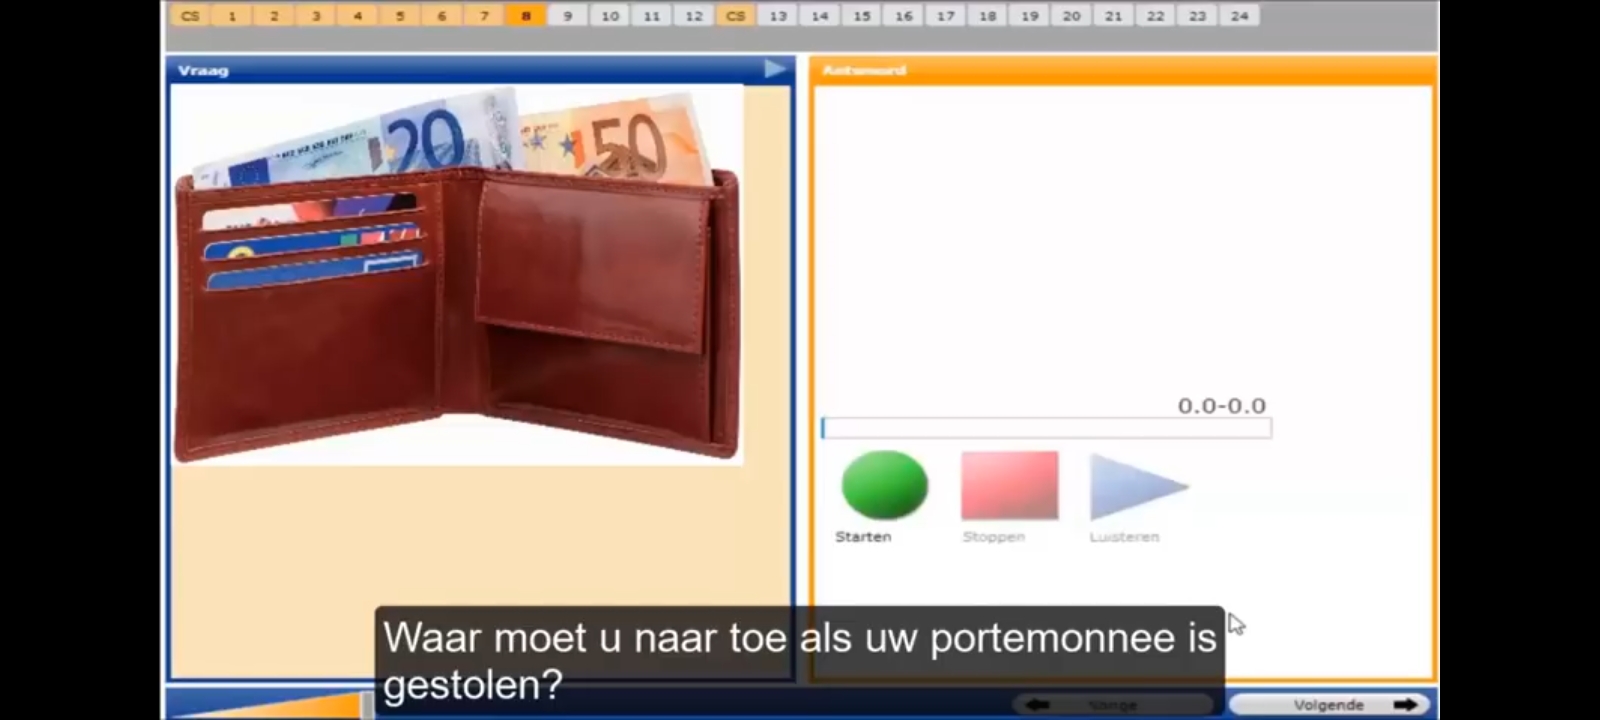 CS 1 2 3 4 5 6 7 8 9 10 11 12 CS 13 14 15 16 17 18 19 20 21 22 23 24
Vraag
Antwoord
20
50
0.0-0.0
Starten
Stoppen
Luisteren
Waar moet u naar toe als uw portemonnee is
gestolen?
Vorige
Volgende